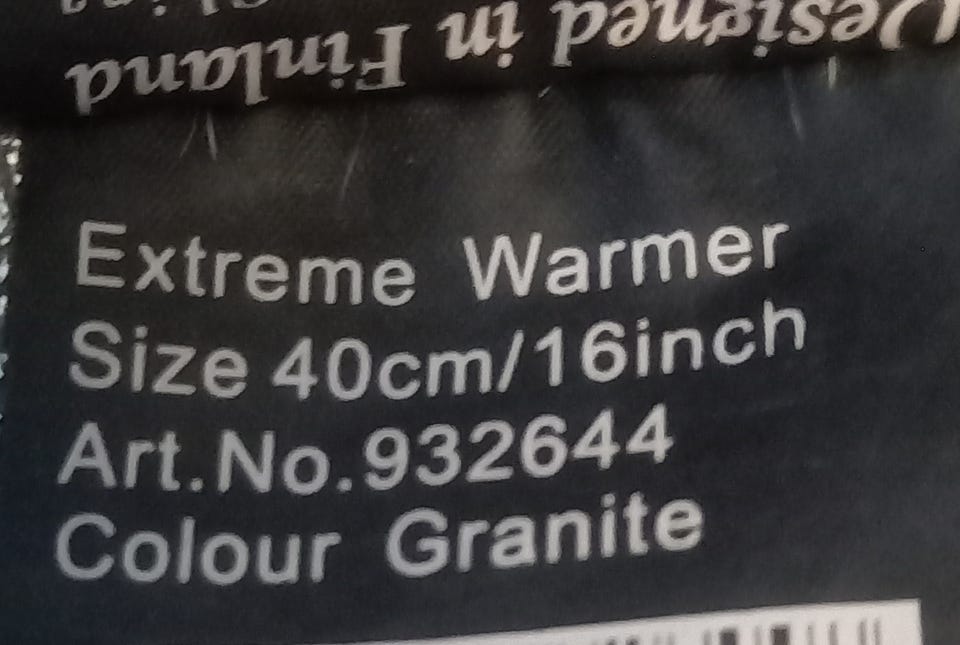 Designed in Finland
Extreme Warmer
Size 40cm/16inch
Art.No.932644
Colour Granite